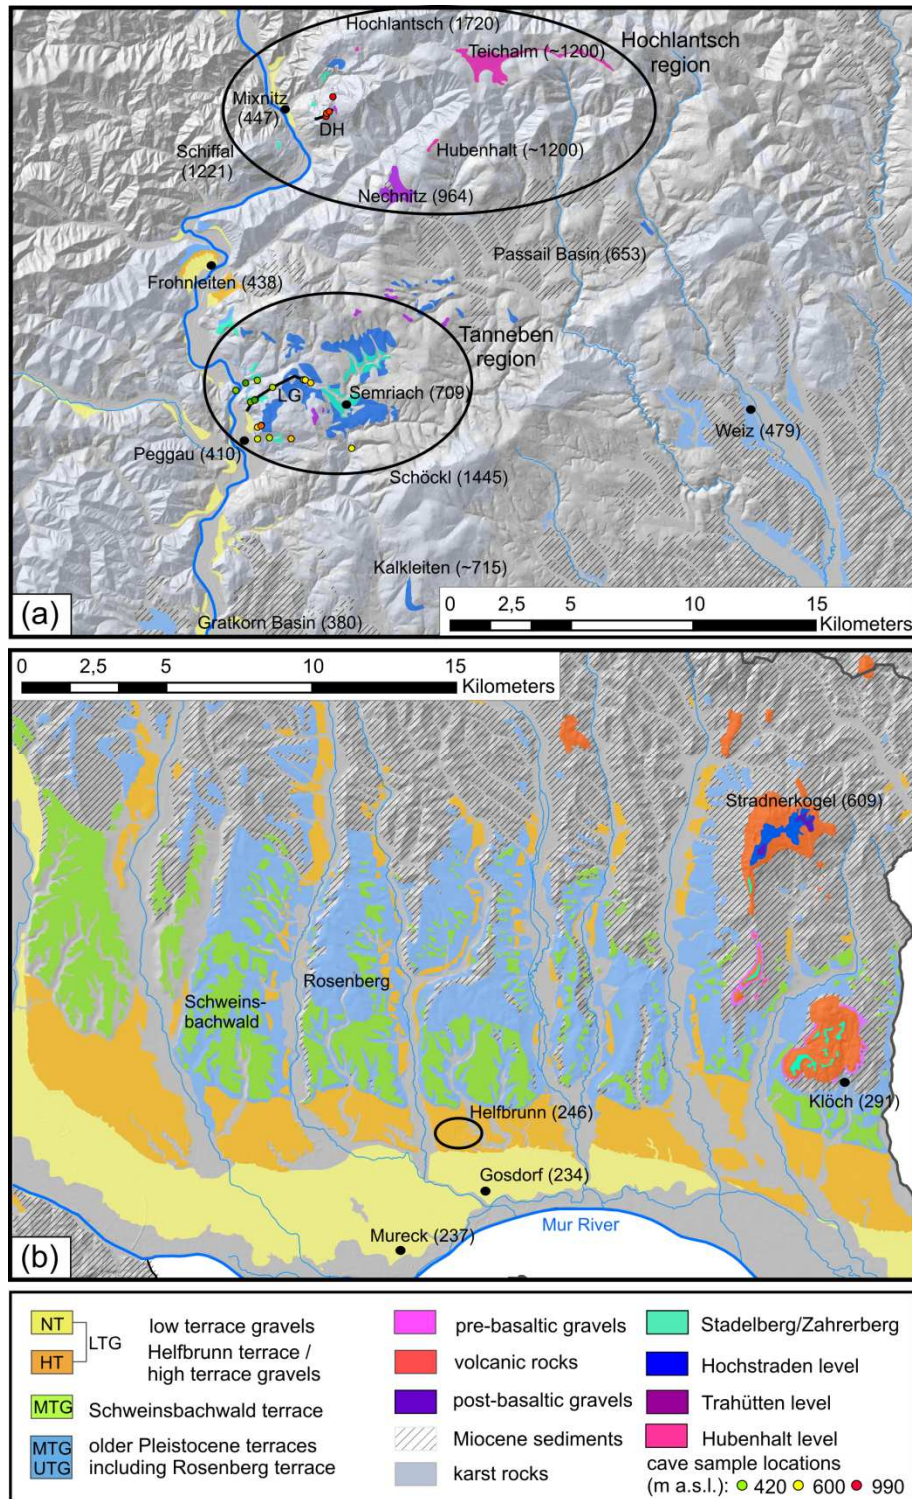 Hochlantsch (1720)
Teichalm (~1200)
Hochlantsch
region
Mixnitz
(447)
DH
Schiffal
(1221)
Hubenhalt (~1200)
Nechnitz (964)
Passail Basin (653)
Frohnleiten (438)
Tanneben
region
LG
Semriach (709)
Weiz (479)
Peggau (410)
Schöckl (1445)
Kalkleiten (~715)
(a)
Gratkorn Basin (380)
0 2,5 5 10 15
Kilometers
0 2,5 5 10 15
Kilometers
Stradnerkogel (609)
Rosenberg
Schweins-
bachwald
Klöch (291)
Helfbrunn (246)
Gosdorf (234)
Mur River
Mureck (237)
(b)
NT
LTG
low terrace gravels
HT
Helfbrunn terrace /
high terrace gravels
MTG
Schweinsbachwald terrace
MTG
UTG
older Pleistocene terraces
including Rosenberg terrace
pre-basaltic gravels
volcanic rocks
post-basaltic gravels
Miocene sediments
karst rocks
Stadelberg/Zahrerberg
Hochstraden level
Trahütten level
Hubenhalt level
cave sample locations
(m a.s.l.): 420 600 990